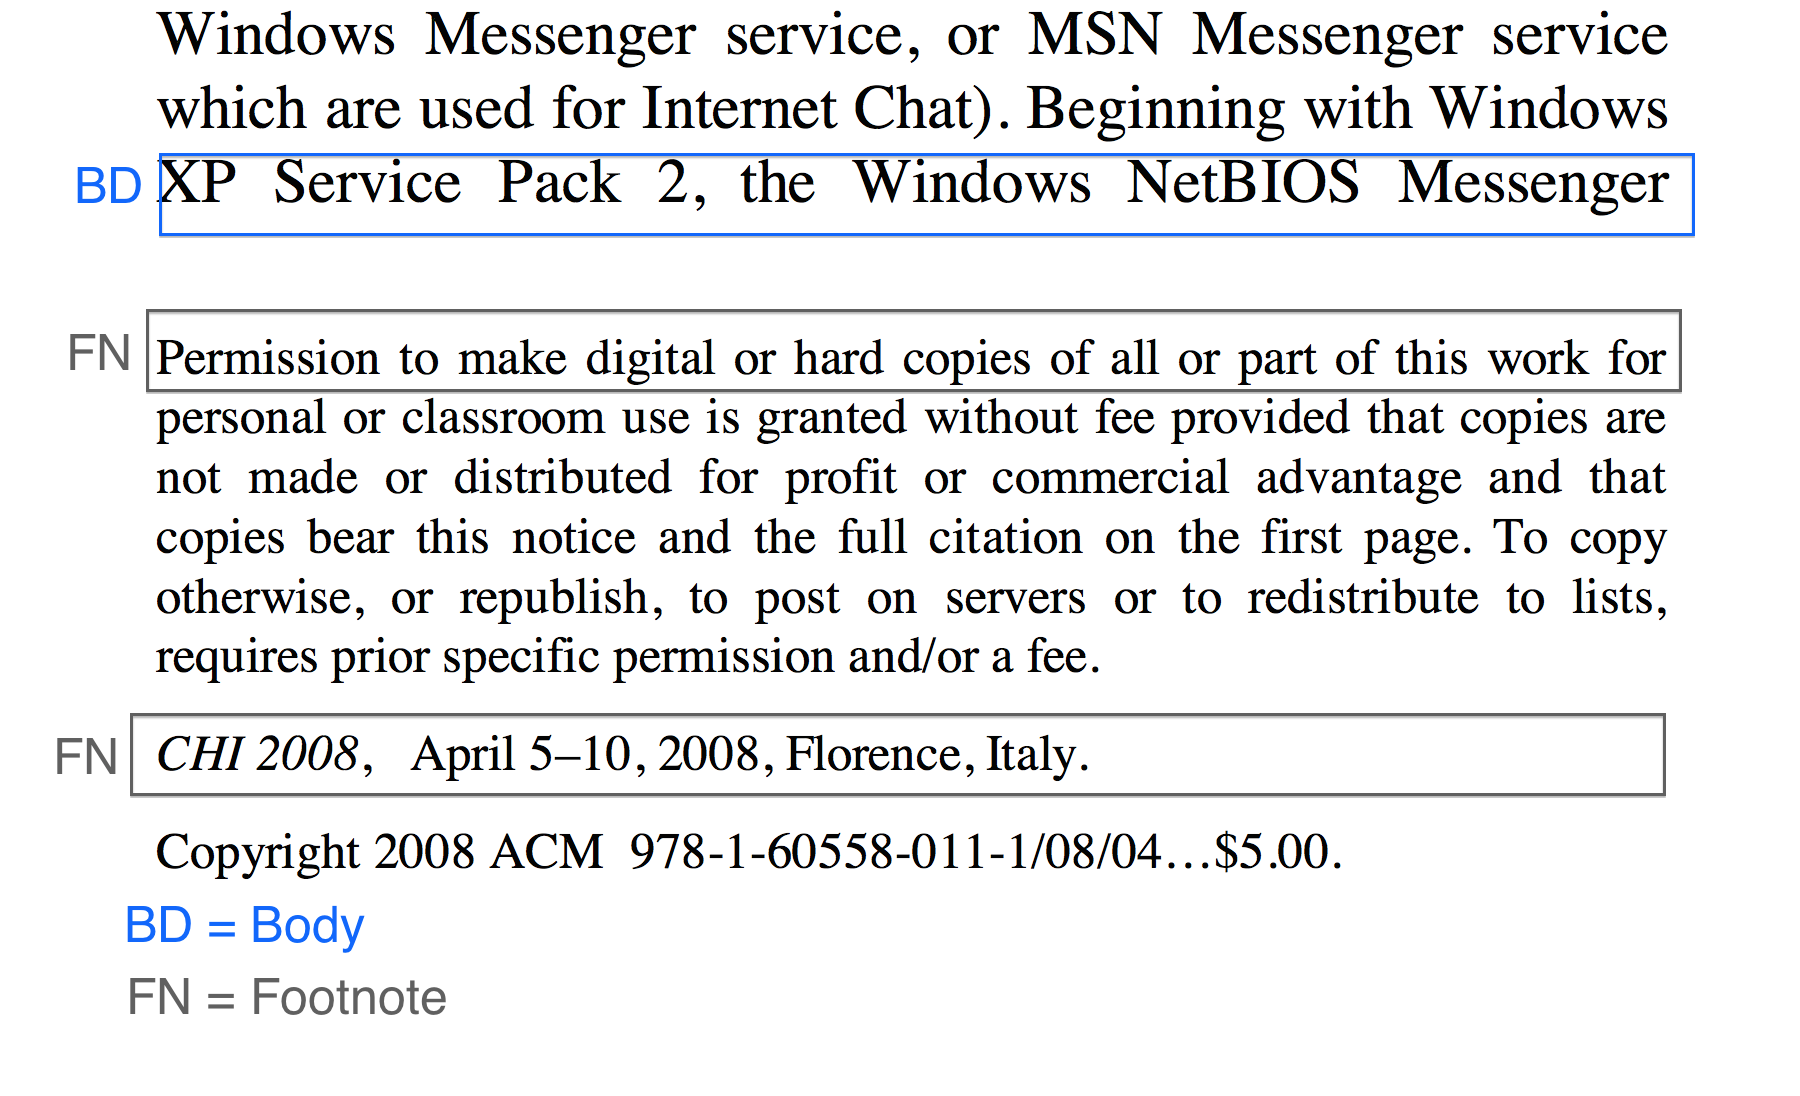 Windows Messenger service, or MSN Messenger service
which are used for Internet Chat). Beginning with Windows
BD XP Service Pack 2, the Windows NetBIOS Messenger
FN Permission to make digital or hard copies of all or part of this work for
personal or classroom use is granted without fee provided that copies are
not made or distributed for profit or commercial advantage and that
copies bear this notice and the full citation on the first page. To copy
otherwise, or republish, to post on servers or to redistribute to lists,
requires prior specific permission and/or a fee.
FN CHI 2008, April 5–10, 2008, Florence, Italy.
Copyright 2008 ACM 978-1-60558-011-1/08/04…$5.00.
BD = Body
FN = Footnote